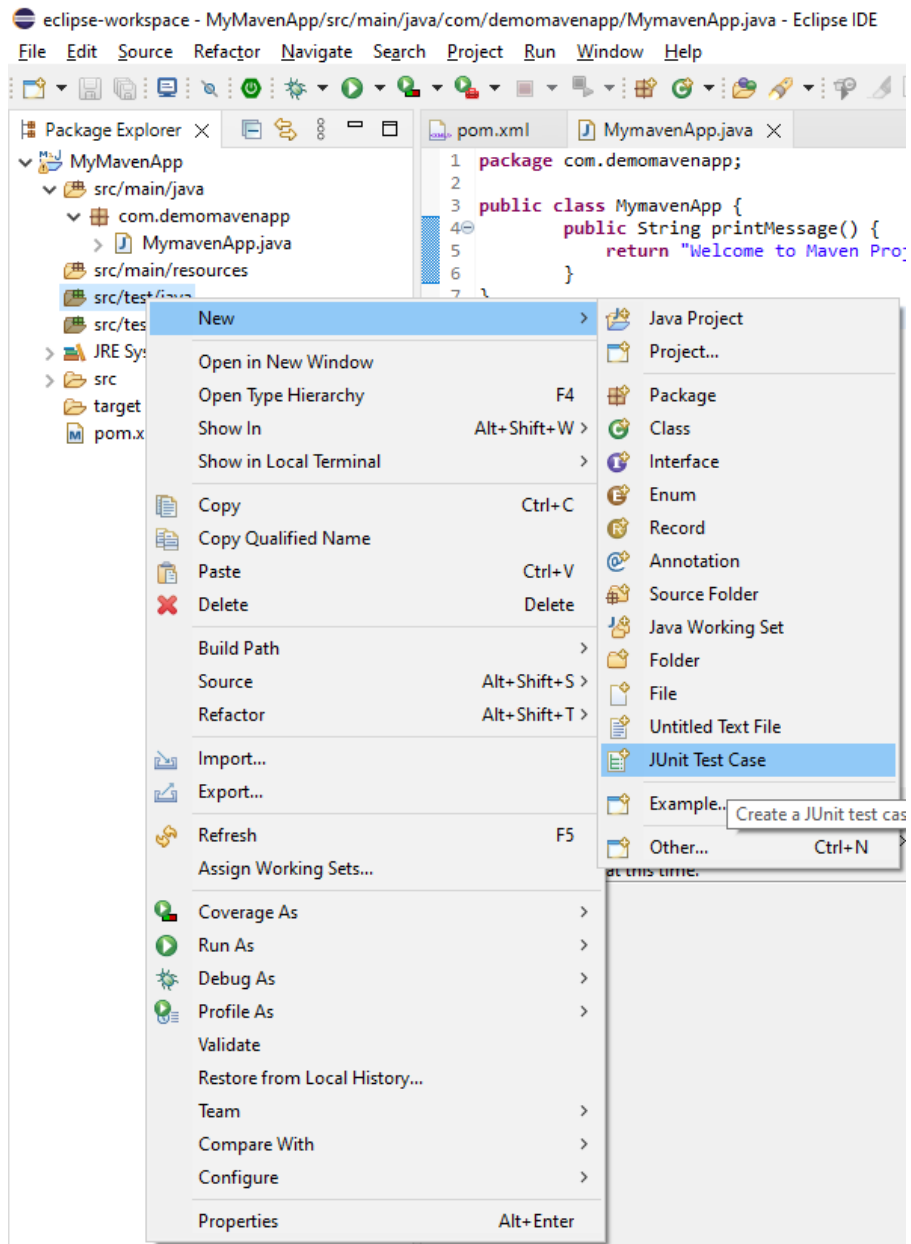 eclipse-workspace - MyMavenApp/src/main/java/com/demomavenapp/MymavenApp.java - Eclipse IDE
File Edit Source Refactor Navigate Search Project Run Window Help
Package Explorer
pom.xml
MymavenApp.java
MyMavenApp
src/main/java
com.demomavenapp
MymavenApp.java
src/main/resources
src/test/java
src/tes
JRE Sys
src
target
pom.x
1 package com.demomavenapp;
2
3 public class MymavenApp {
4 public String printMessage() {
5 return "Welcome to Maven Proj
6 }
7 }
New
Open in New Window
Open Type Hierarchy F4
Show In Alt+Shift+W >
Show in Local Terminal
Copy Ctrl+C
Copy Qualified Name
Paste Ctrl+V
Delete Delete
Build Path
Source Alt+Shift+S >
Refactor Alt+Shift+T >
Import...
Export...
Refresh F5
Assign Working Sets...
Coverage As
Run As
Debug As
Profile As
Validate
Restore from Local History...
Team
Compare With
Configure
Properties Alt+Enter
Java Project
Project...
Package
Class
Interface
Enum
Record
Annotation
Source Folder
Java Working Set
Folder
File
Untitled Text File
JUnit Test Case
Example..
Create a JUnit test cas
Other... Ctrl+N
at this time.